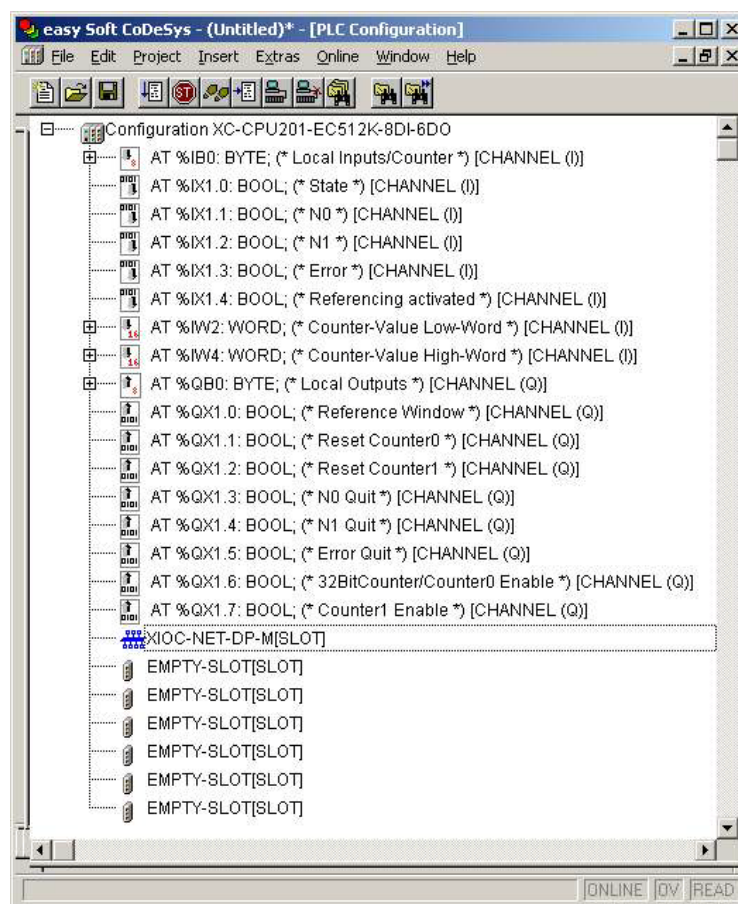 easy Soft CoDeSys - (Untitled)* - [PLC Configuration]
File Edit Project Insert Extras Online Window Help
Configuration XC-CPU201-EC512K-8DI-6DO
AT %IB0: BYTE; (* Local Inputs/Counter *) [CHANNEL (I)]
AT %IX1.0: BOOL; (* State *) [CHANNEL (I)]
AT %IX1.1: BOOL; (* N0 *) [CHANNEL (I)]
AT %IX1.2: BOOL; (* N1 *) [CHANNEL (I)]
AT %IX1.3: BOOL; (* Error *) [CHANNEL (I)]
AT %IX1.4: BOOL; (* Referencing activated *) [CHANNEL (I)]
AT %IW2: WORD; (* Counter-Value Low-Word *) [CHANNEL (I)]
AT %IW4: WORD; (* Counter-Value High-Word *) [CHANNEL (I)]
AT %QB0: BYTE; (* Local Outputs *) [CHANNEL (Q)]
AT %QX1.0: BOOL; (* Reference Window *) [CHANNEL (Q)]
AT %QX1.1: BOOL; (* Reset Counter0 *) [CHANNEL (Q)]
AT %QX1.2: BOOL; (* Reset Counter1 *) [CHANNEL (Q)]
AT %QX1.3: BOOL; (* N0 Quit *) [CHANNEL (Q)]
AT %QX1.4: BOOL; (* N1 Quit *) [CHANNEL (Q)]
AT %QX1.5: BOOL; (* Error Quit *) [CHANNEL (Q)]
AT %QX1.6: BOOL; (* 32BitCounter/Counter0 Enable *) [CHANNEL (Q)]
AT %QX1.7: BOOL; (* Counter1 Enable *) [CHANNEL (Q)]
XIOC-NET-DP-M[SLOT]
EMPTY-SLOT[SLOT]
EMPTY-SLOT[SLOT]
EMPTY-SLOT[SLOT]
EMPTY-SLOT[SLOT]
EMPTY-SLOT[SLOT]
EMPTY-SLOT[SLOT]
ONLINE OV READ